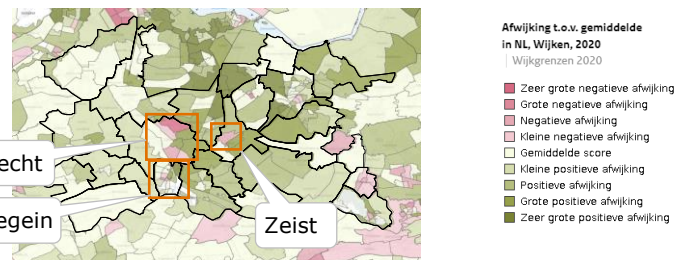 echt
egein
Zeist
Afwijking t.o.v. gemiddelde
in NL, Wijken, 2020
Wijkgrenzen 2020
Zeer grote negatieve afwijking
Grote negatieve afwijking
Negatieve afwijking
Kleine negatieve afwijking
Gemiddelde score
Kleine positieve afwijking
Positieve afwijking
Grote positieve afwijking
Zeer grote positieve afwijking